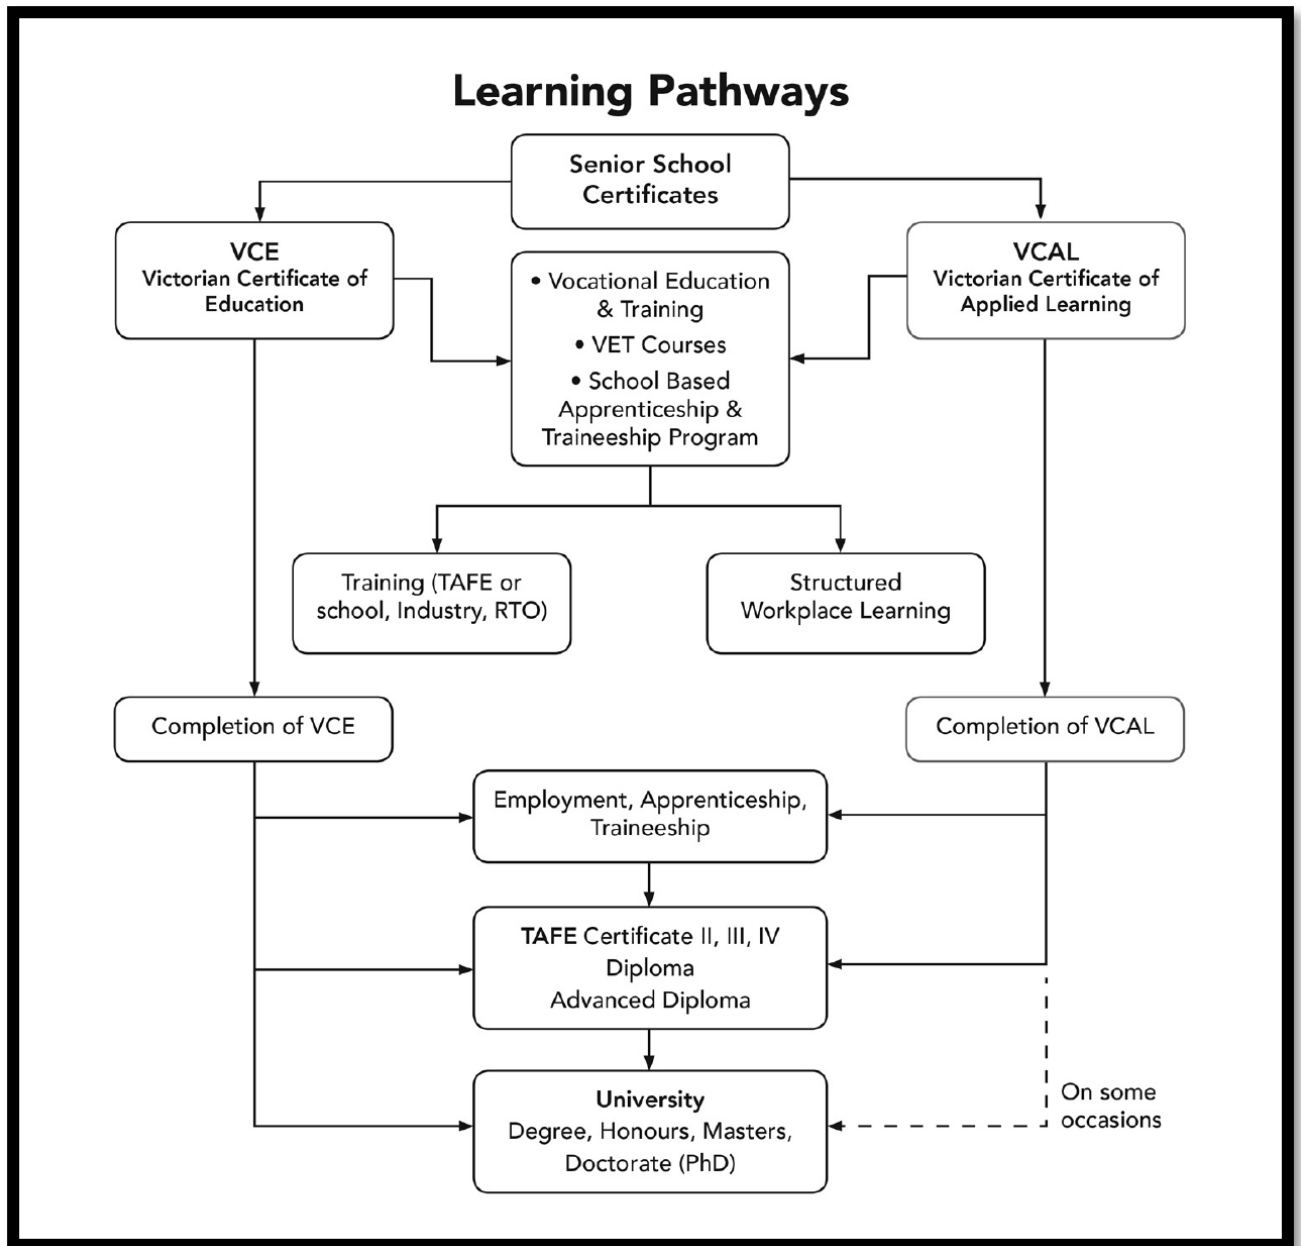 Learning Pathways
Senior School
Certificates
VCE
Victorian Certificate of
Education
• Vocational Education
& Training
• VET Courses
• School Based
Apprenticeship &
Traineeship Program
VCAL
Victorian Certificate of
Applied Learning
Training (TAFE or
school, Industry, RTO)
Structured
Workplace Learning
Completion of VCE
Completion of VCAL
Employment, Apprenticeship,
Traineeship
TAFE Certificate II, III, IV
Diploma
Advanced Diploma
University
Degree, Honours, Masters,
Doctorate (PhD)
On some
occasions